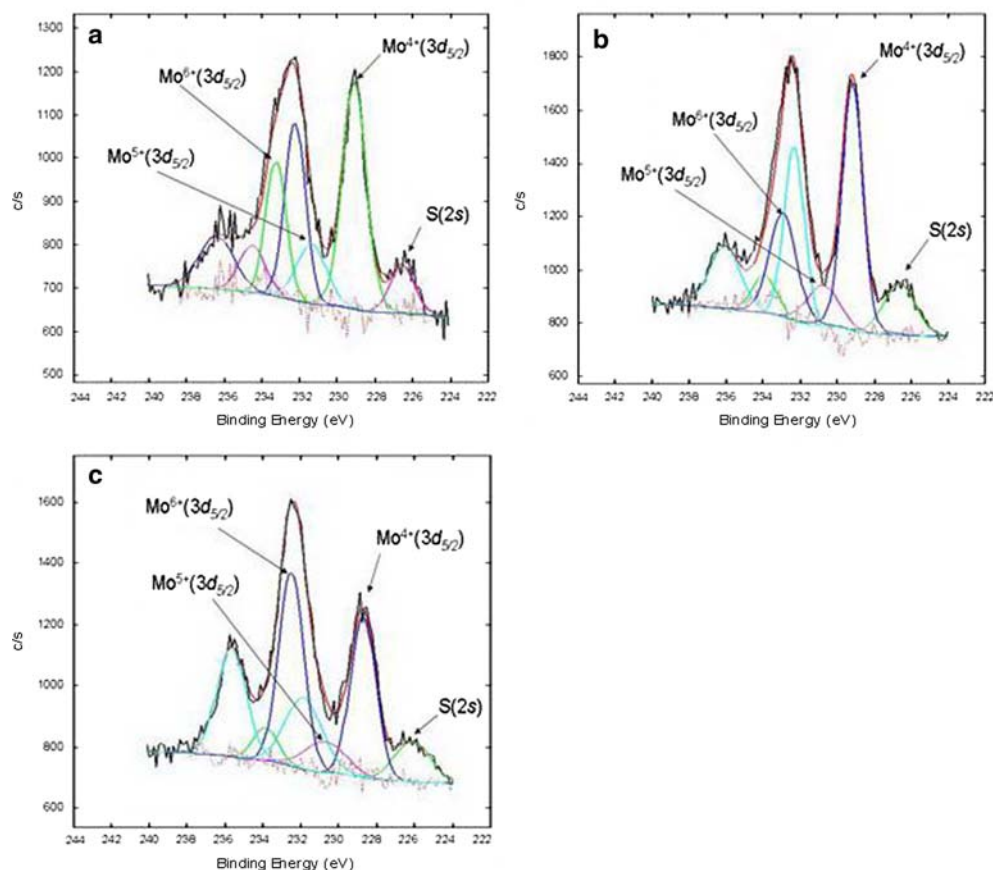 a
1300
1200
1100
1000
900
800
700
600
500
c/s
Mo⁶⁺(3d₅/₂)
Mo⁵⁺(3d₅/₂)
Mo⁴⁺(3d₅/₂)
S(2s)
244 242 240 238 236 234 232 230 228 226 224 222
Binding Energy (eV)
b
1800
1600
1400
1200
1000
800
600
c/s
Mo⁶⁺(3d₅/₂)
Mo⁵⁺(3d₅/₂)
Mo⁴⁺(3d₅/₂)
S(2s)
244 242 240 238 236 234 232 230 228 226 224 222
Binding Energy (eV)
c
1600
1400
1200
1000
800
600
c/s
Mo⁶⁺(3d₅/₂)
Mo⁵⁺(3d₅/₂)
Mo⁴⁺(3d₅/₂)
S(2s)
244 242 240 238 236 234 232 230 228 226 224 222
Binding Energy (eV)